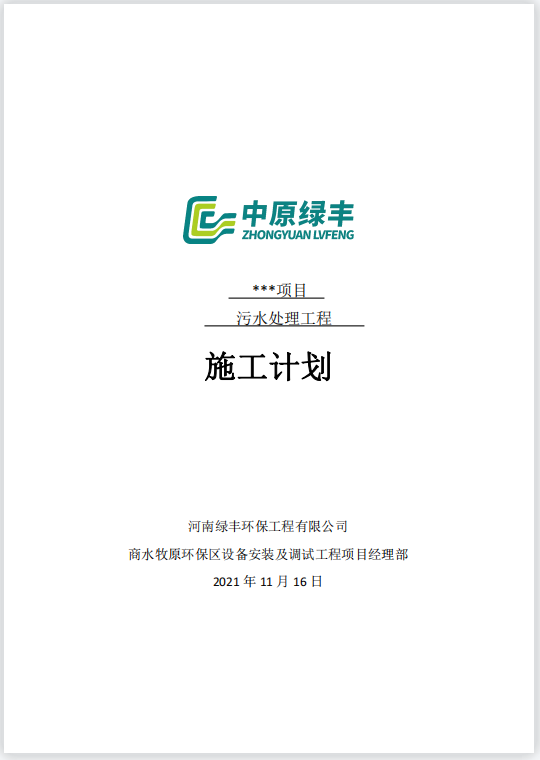 中原绿丰
ZHONGYUAN LVFENG
***项目
污水处理工程
施工计划
河南绿丰环保工程有限公司
商水牧原环保区设备安装及调试工程项目经理部
2021 年 11 月 16 日